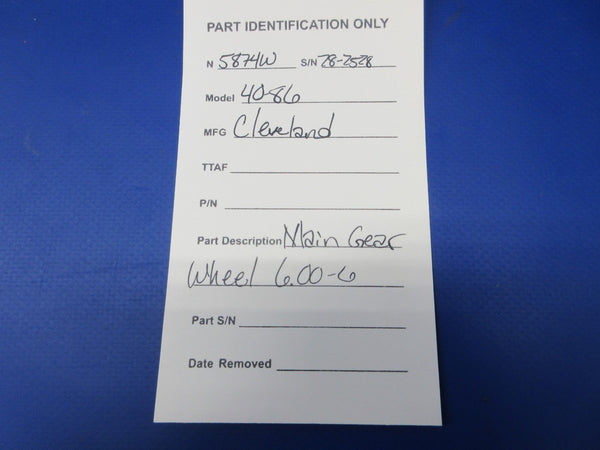 PART IDENTIFICATION ONLY
N 5874W S/N 28-2528
Model 40-86
MFG Cleveland
TTAF
P/N
Part Description Main Gear
Wheel 6.00-6
Part S/N
Date Removed